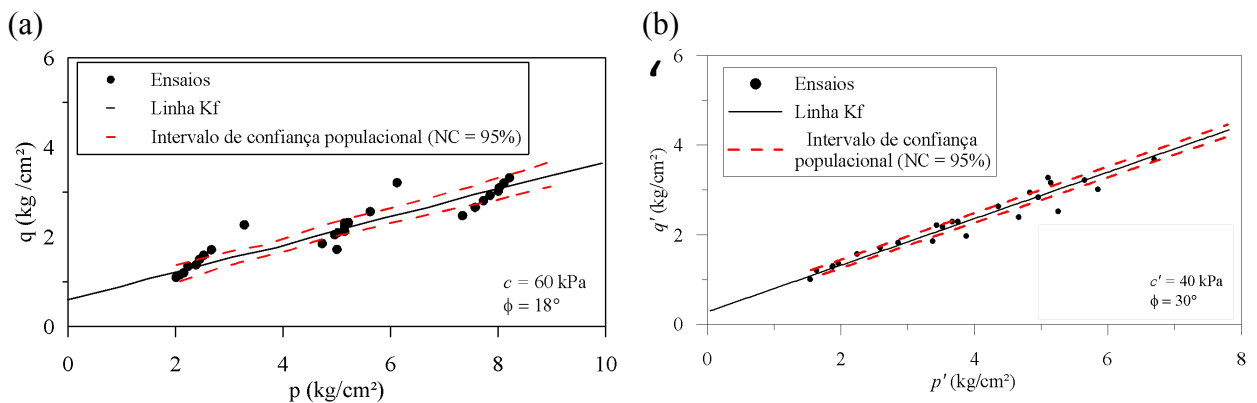 (a)
6
4
2
0
q (kg /cm²)
Ensaios
Linha Kf
Intervalo de confiança populacional (NC = 95%)
c = 60 kPa
ϕ = 18°
0 2 4 6 8 10
p (kg/cm²)
(b)
6
4
2
0
q′ (kg/cm²)
Ensaios
Linha Kf
Intervalo de confiança
populacional (NC = 95%)
c′ = 40 kPa
ϕ = 30°
0 2 4 6 8
p′ (kg/cm²)